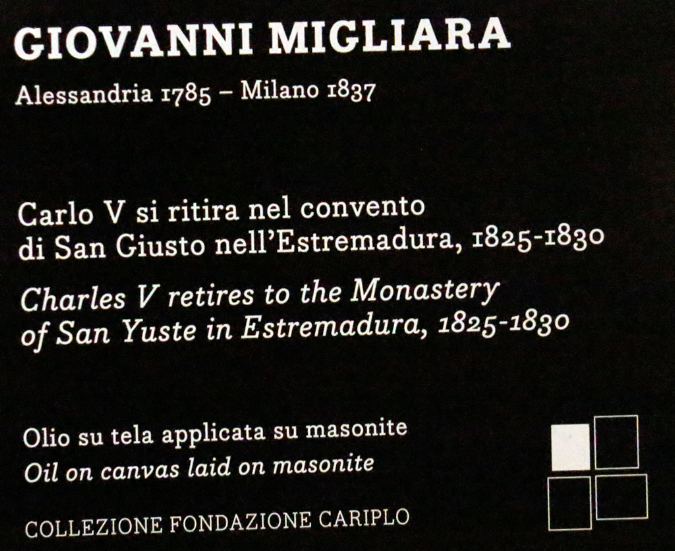 GIOVANNI MIGLIARA
Alessandria 1785 – Milano 1837
Carlo V si ritira nel convento
di San Giusto nell'Estremadura, 1825-1830
Charles V retires to the Monastery
of San Yuste in Estremadura, 1825-1830
Olio su tela applicata su masonite
Oil on canvas laid on masonite
COLLEZIONE FONDAZIONE CARIPLO